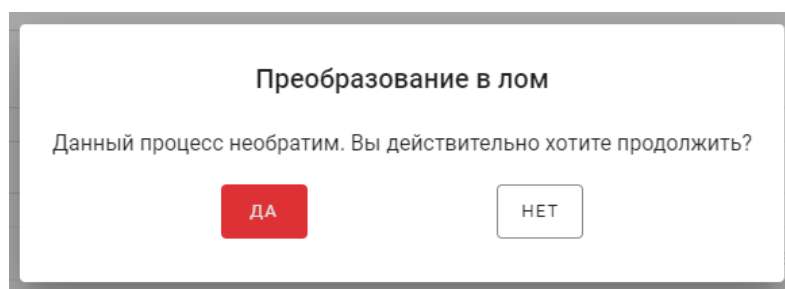 Преобразование в лом
Данный процесс необратим. Вы действительно хотите продолжить?
ДА
НЕТ